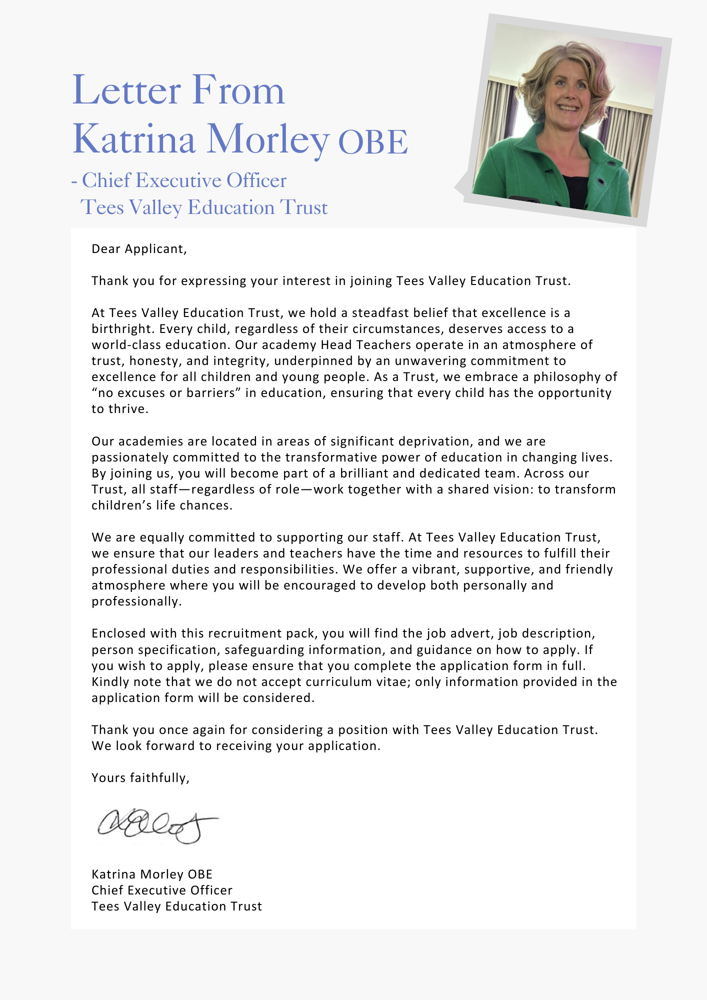 Letter From
Katrina Morley OBE
- Chief Executive Officer
Tees Valley Education Trust
Dear Applicant,
Thank you for expressing your interest in joining Tees Valley Education Trust.
At Tees Valley Education Trust, we hold a steadfast belief that excellence is a
birthright. Every child, regardless of their circumstances, deserves access to a
world-class education. Our academy Head Teachers operate in an atmosphere of
trust, honesty, and integrity, underpinned by an unwavering commitment to
excellence for all children and young people. As a Trust, we embrace a philosophy of
“no excuses or barriers” in education, ensuring that every child has the opportunity
to thrive.
Our academies are located in areas of significant deprivation, and we are
passionately committed to the transformative power of education in changing lives.
By joining us, you will become part of a brilliant and dedicated team. Across our
Trust, all staff—regardless of role—work together with a shared vision: to transform
children’s life chances.
We are equally committed to supporting our staff. At Tees Valley Education Trust,
we ensure that our leaders and teachers have the time and resources to fulfill their
professional duties and responsibilities. We offer a vibrant, supportive, and friendly
atmosphere where you will be encouraged to develop both personally and
professionally.
Enclosed with this recruitment pack, you will find the job advert, job description,
person specification, safeguarding information, and guidance on how to apply. If
you wish to apply, please ensure that you complete the application form in full.
Kindly note that we do not accept curriculum vitae; only information provided in the
application form will be considered.
Thank you once again for considering a position with Tees Valley Education Trust.
We look forward to receiving your application.
Yours faithfully,
Katrina Morley OBE
Chief Executive Officer
Tees Valley Education Trust